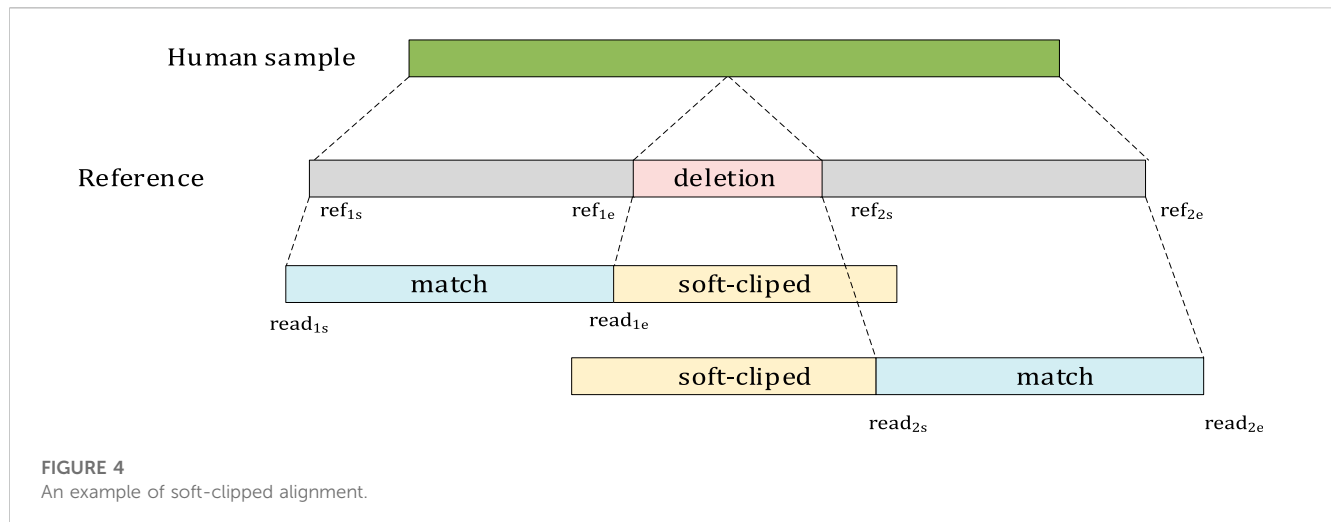 Human sample
Reference
deletion
ref1s ref1e ref2s ref2e
match soft-cliped
read1s read1e
soft-cliped match
read2s read2e
FIGURE 4
An example of soft-clipped alignment.